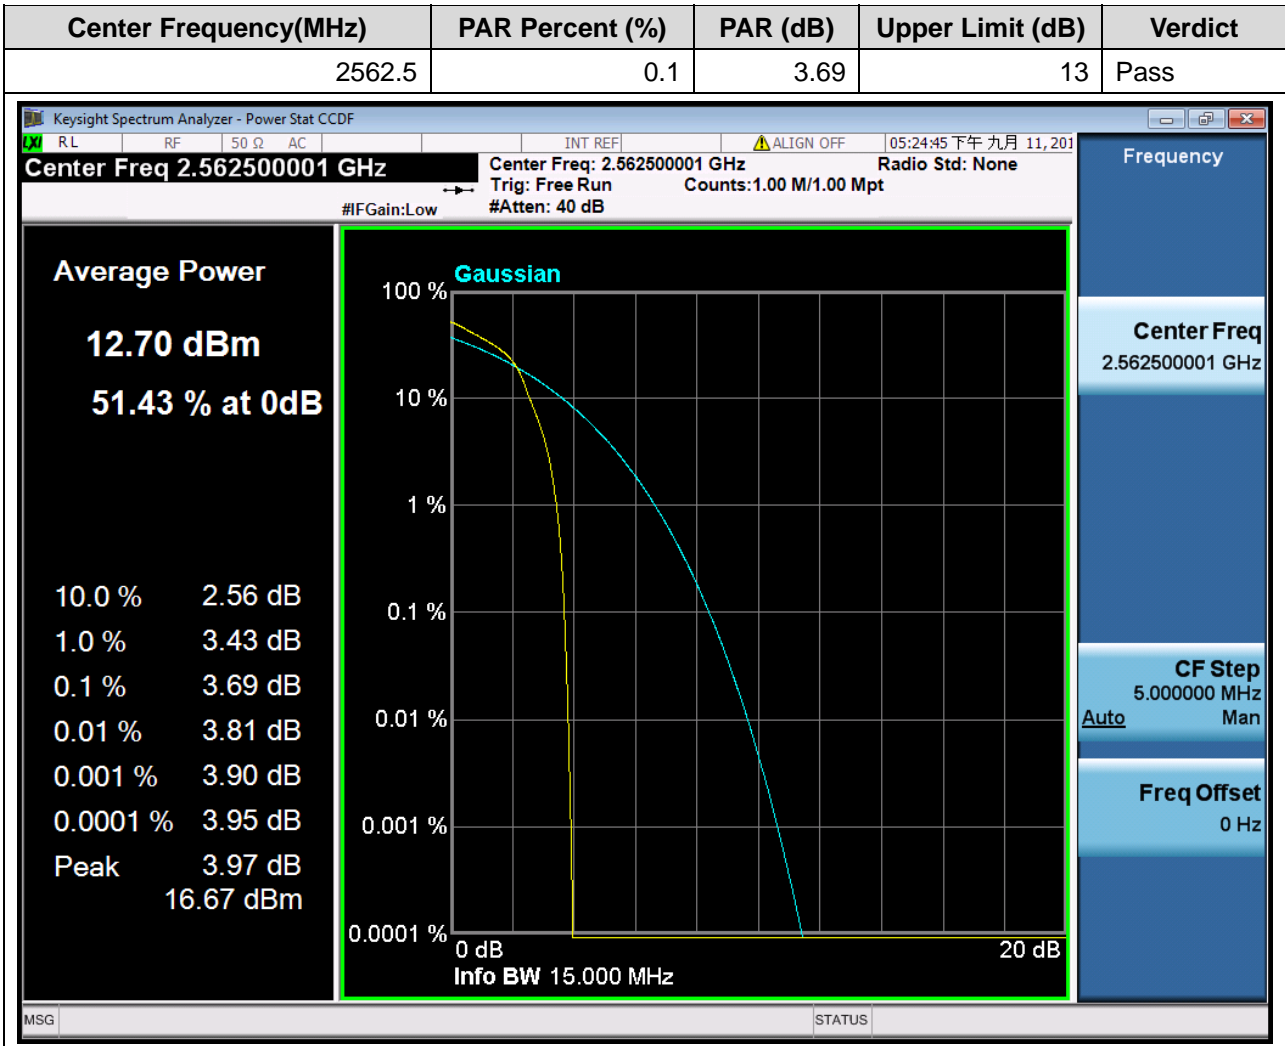 Center Frequency(MHz) PAR Percent (%) PAR (dB) Upper Limit (dB) Verdict
2562.5 0.1 3.69 13 Pass
Keysight Spectrum Analyzer - Power Stat CCDF
LXI RL RF 50 Ω AC INT REF ALIGN OFF 05:24:45 下午 九月 11, 201
Center Freq 2.562500001 GHz
Center Freq: 2.562500001 GHz Radio Std: None
Trig: Free Run Counts:1.00 M/1.00 Mpt
#IFGain:Low #Atten: 40 dB
Frequency
Average Power
12.70 dBm
51.43 % at 0dB
10.0 % 2.56 dB
1.0 % 3.43 dB
0.1 % 3.69 dB
0.01 % 3.81 dB
0.001 % 3.90 dB
0.0001 % 3.95 dB
Peak 3.97 dB
16.67 dBm
Gaussian
100 %
10 %
1 %
0.1 %
0.01 %
0.001 %
0.0001 %
0 dB 20 dB
Info BW 15.000 MHz
Center Freq
2.562500001 GHz
CF Step
5.000000 MHz
Auto Man
Freq Offset
0 Hz
MSG STATUS